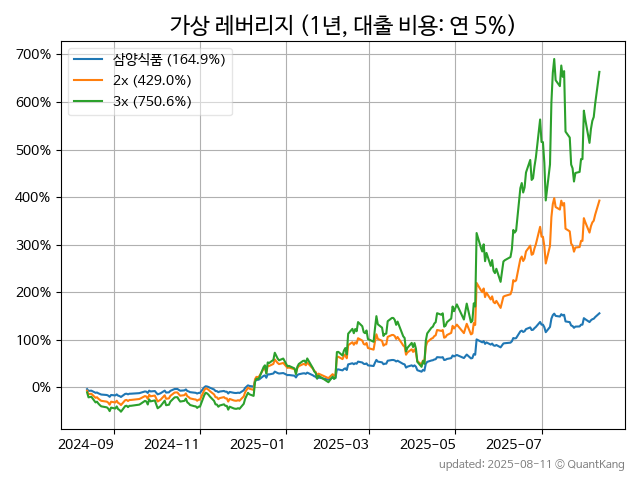 가상 레버리지 (1년, 대출 비용: 연 5%)
삼양식품 (164.9%)
2x (429.0%)
3x (750.6%)
700%
600%
500%
400%
300%
200%
100%
0%
2024-09
2024-11
2025-01
2025-03
2025-05
2025-07
updated: 2025-08-11 © QuantKang